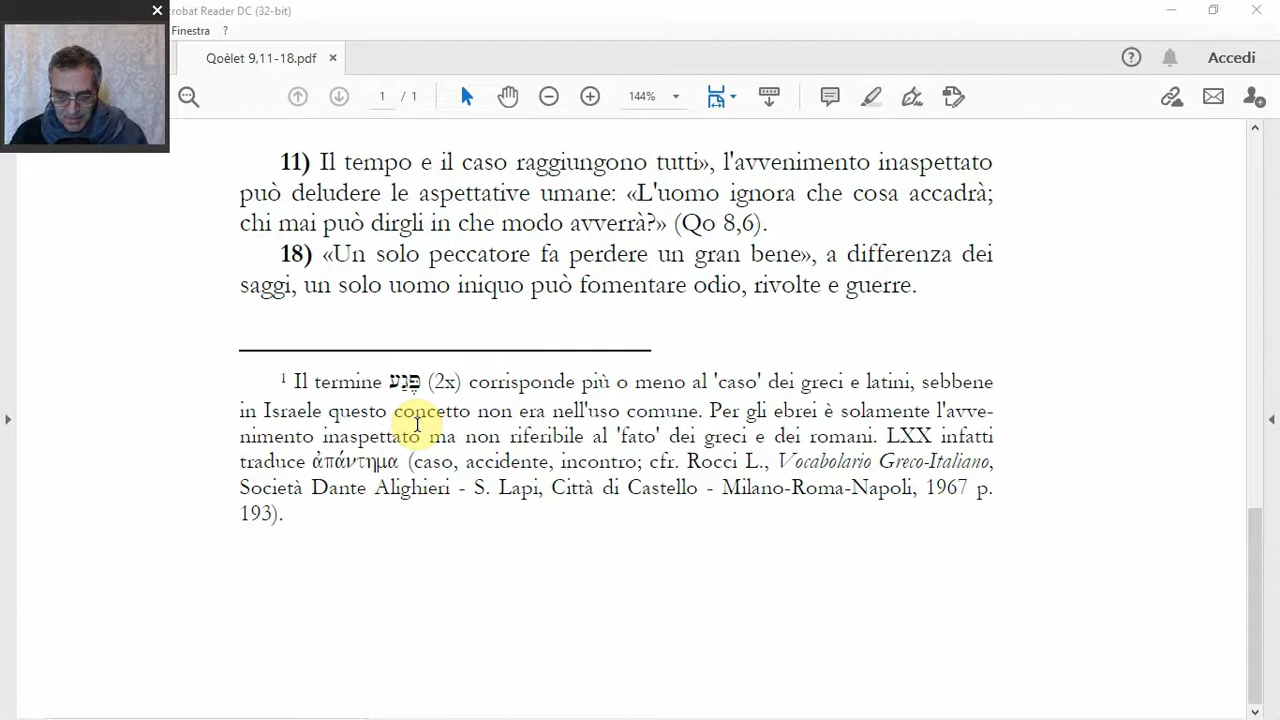 crobat Reader DC (32-bit)
Finestra ?
Qoèlet 9,11-18.pdf
Accedi
1 / 1
144%
11) Il tempo e il caso raggiungono tutti», l'avvenimento inaspettato
può deludere le aspettative umane: «L'uomo ignora che cosa accadrà;
chi mai può dirgli in che modo avverrà?» (Qo 8,6).
18) «Un solo peccatore fa perdere un gran bene», a differenza dei
saggi, un solo uomo iniquo può fomentare odio, rivolte e guerre.
1 Il termine פֶּגַע (2x) corrisponde più o meno al 'caso' dei greci e latini, sebbene
in Israele questo concetto non era nell'uso comune. Per gli ebrei è solamente l'avve-
nimento inaspettato ma non riferibile al 'fato' dei greci e dei romani. LXX infatti
traduce ἀπάντημα (caso, accidente, incontro; cfr. Rocci L., Vocabolario Greco-Italiano,
Società Dante Alighieri - S. Lapi, Città di Castello - Milano-Roma-Napoli, 1967 p.
193).